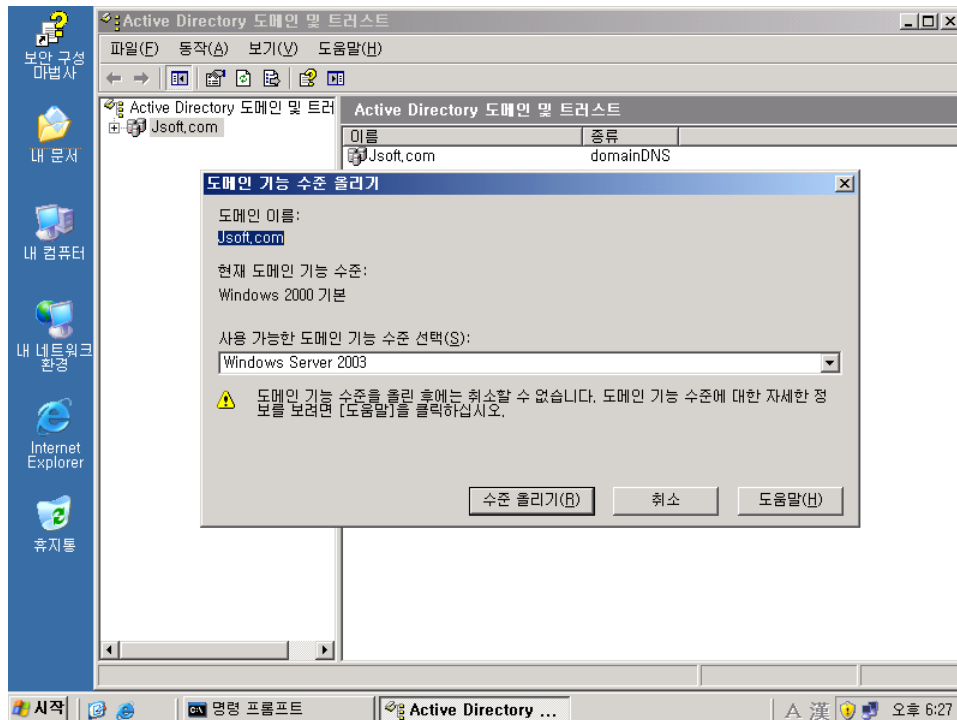 보안 구성
마법사
내 문서
내 컴퓨터
내 네트워크
환경
Internet
Explorer
휴지통
Active Directory 도메인 및 트러스트
파일(F) 동작(A) 보기(V) 도움말(H)
Active Directory 도메인 및 트러
Jsoft.com
Active Directory 도메인 및 트러스트
이름 종류
Jsoft.com domainDNS
도메인 기능 수준 올리기
도메인 이름:
Jsoft.com
현재 도메인 기능 수준:
Windows 2000 기본
사용 가능한 도메인 기능 수준 선택(S):
Windows Server 2003
도메인 기능 수준을 올린 후에는 취소할 수 없습니다. 도메인 기능 수준에 대한 자세한 정
보를 보려면 [도움말]을 클릭하십시오.
수준 올리기(R) 취소 도움말(H)
시작 명령 프롬프트 Active Directory ... A 漢 오후 6:27